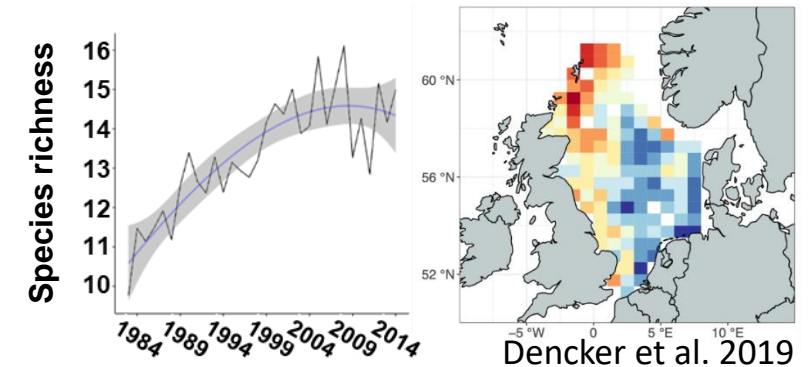 Species richness
16
15
14
13
12
11
10
1984 1989 1994 1999 2004 2009 2014
60 °N
56 °N
52 °N
−5 °W 0 5 °E 10 °E
Dencker et al. 2019